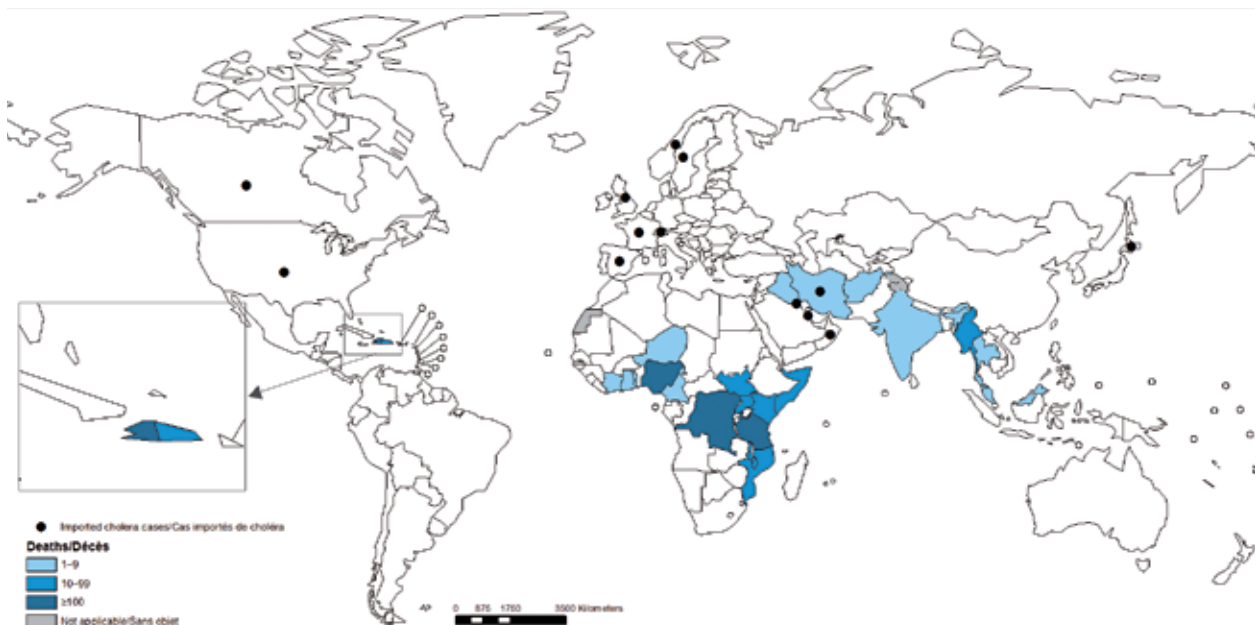 Imported cholera cases/Cas importés de choléra
Deaths/Décès
1–9
10–99
≥100
Not applicable/Sans objet
0 875 1750 3500 Kilometers